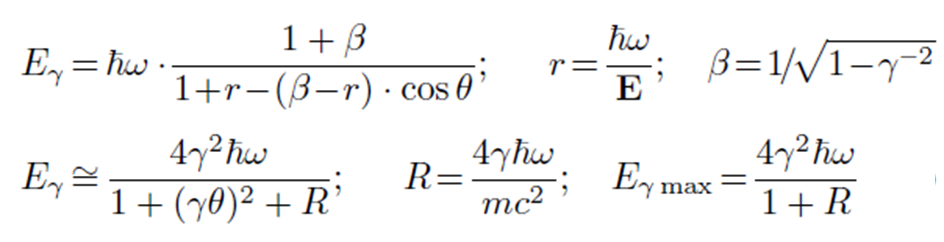 E_γ = ħω · (1 + β)/(1+r−(β−r) · cos θ); r = ħω/𝐄; β = 1/√(1−γ⁻²)
E_γ ≅ 4γ²ħω/(1 + (γθ)² + R); R = 4γħω/mc²; E_γ max = 4γ²ħω/(1 + R)